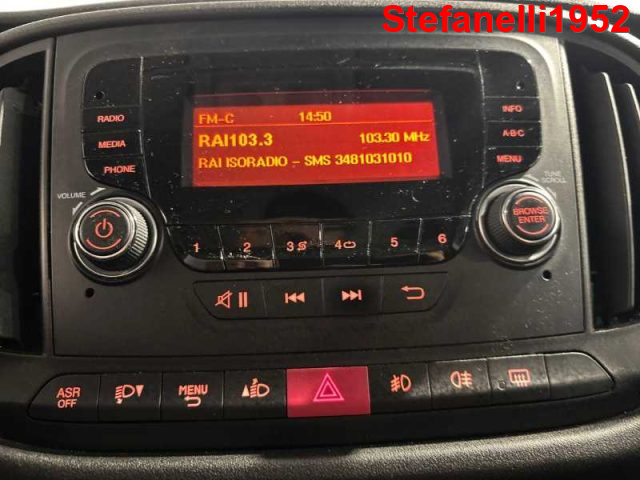 Stefanelli1952
FM-C 14:50
RAI103.3 103.30 MHz
RAI ISORADIO - SMS 3481031010
RADIO
MEDIA
PHONE
INFO
A·B·C
MENU
VOLUME
TUNE
SCROLL
BROWSE
ENTER
1 2 3 4 5 6
ASR
OFF
MENU